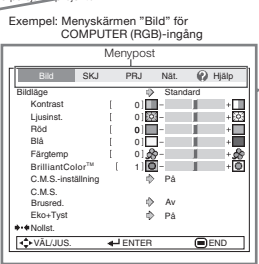 Exempel: Menyskärmen "Bild" för
COMPUTER (RGB)-ingång
Menypost
Bild SKJ PRJ Nät. Hjälp
Bildläge Standard
Kontrast [ 0] - +
Ljusinst. [ 0] - +
Röd [ 0] - +
Blå [ 0] - +
Färgtemp [ 0] - +
BrilliantColor™ [ 1] - +
C.M.S.-inställning På
C.M.S.
Brusred. Av
Eko+Tyst På
Nollst.
VÄL/JUS. ENTER END